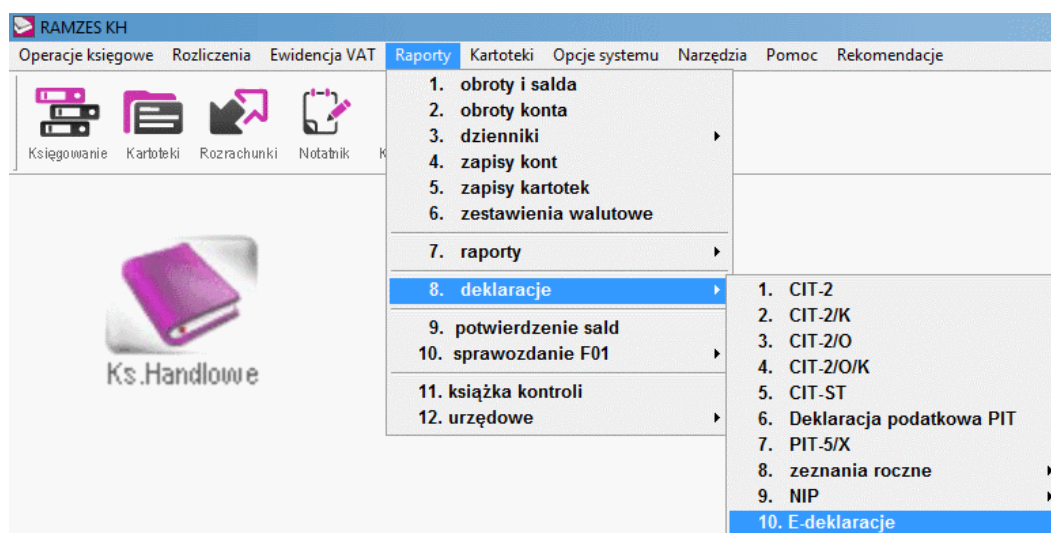 RAMZES KH
Operacje księgowe Rozliczenia Ewidencja VAT Raporty Kartoteki Opcje systemu Narzędzia Pomoc Rekomendacje
Księgowanie Kartoteki Rozrachunki Notatnik K
1. obroty i salda
2. obroty konta
3. dzienniki
4. zapisy kont
5. zapisy kartotek
6. zestawienia walutowe
7. raporty
8. deklaracje
9. potwierdzenie sald
10. sprawozdanie F01
11. książka kontroli
12. urzędowe
1. CIT-2
2. CIT-2/K
3. CIT-2/O
4. CIT-2/O/K
5. CIT-ST
6. Deklaracja podatkowa PIT
7. PIT-5/X
8. zeznania roczne
9. NIP
10. E-deklaracje
Ks.Handlowe